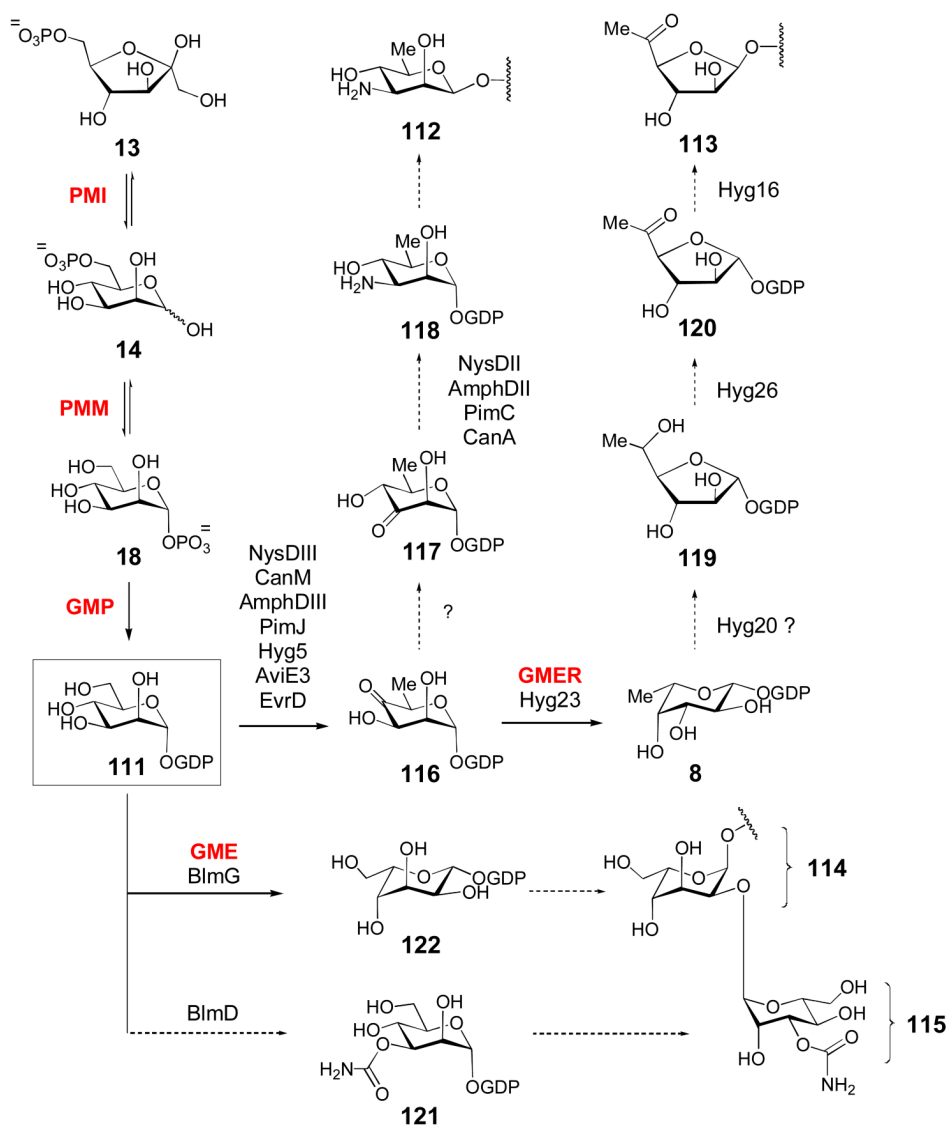 =
O3PO
O
OH
HO
HO
OH
13
PMI
=
O3PO
OH
HO
O
HO
OH
14
PMM
HO
OH
HO
O
HO
=
OPO3
18
GMP
HO
OH
HO
O
HO
OGDP
111
NysDIII
CanM
AmphDIII
PimJ
Hyg5
AviE3
EvrD
Me
OH
HO
O
H2N
O
112
Me
OH
HO
O
H2N
OGDP
118
NysDII
AmphDII
PimC
CanA
Me
OH
HO
O
O
OGDP
117
?
O
Me
OH
O
HO
OGDP
116
GMER
Hyg23
O
Me
O
O
HO
HO
113
Hyg16
O
Me
O
HO
OGDP
HO
120
Hyg26
OH
Me
O
HO
OGDP
HO
119
Hyg20 ?
Me
O
OGDP
OH
OH
HO
8
GME
BlmG
HO
OH
O
OGDP
OH
HO
122
O
HO
OH
O
O
HO
114
BlmD
HO
OH
HO
O
O
H2N
O
OGDP
121
O
OH
OH
O
O
HO
NH2
115